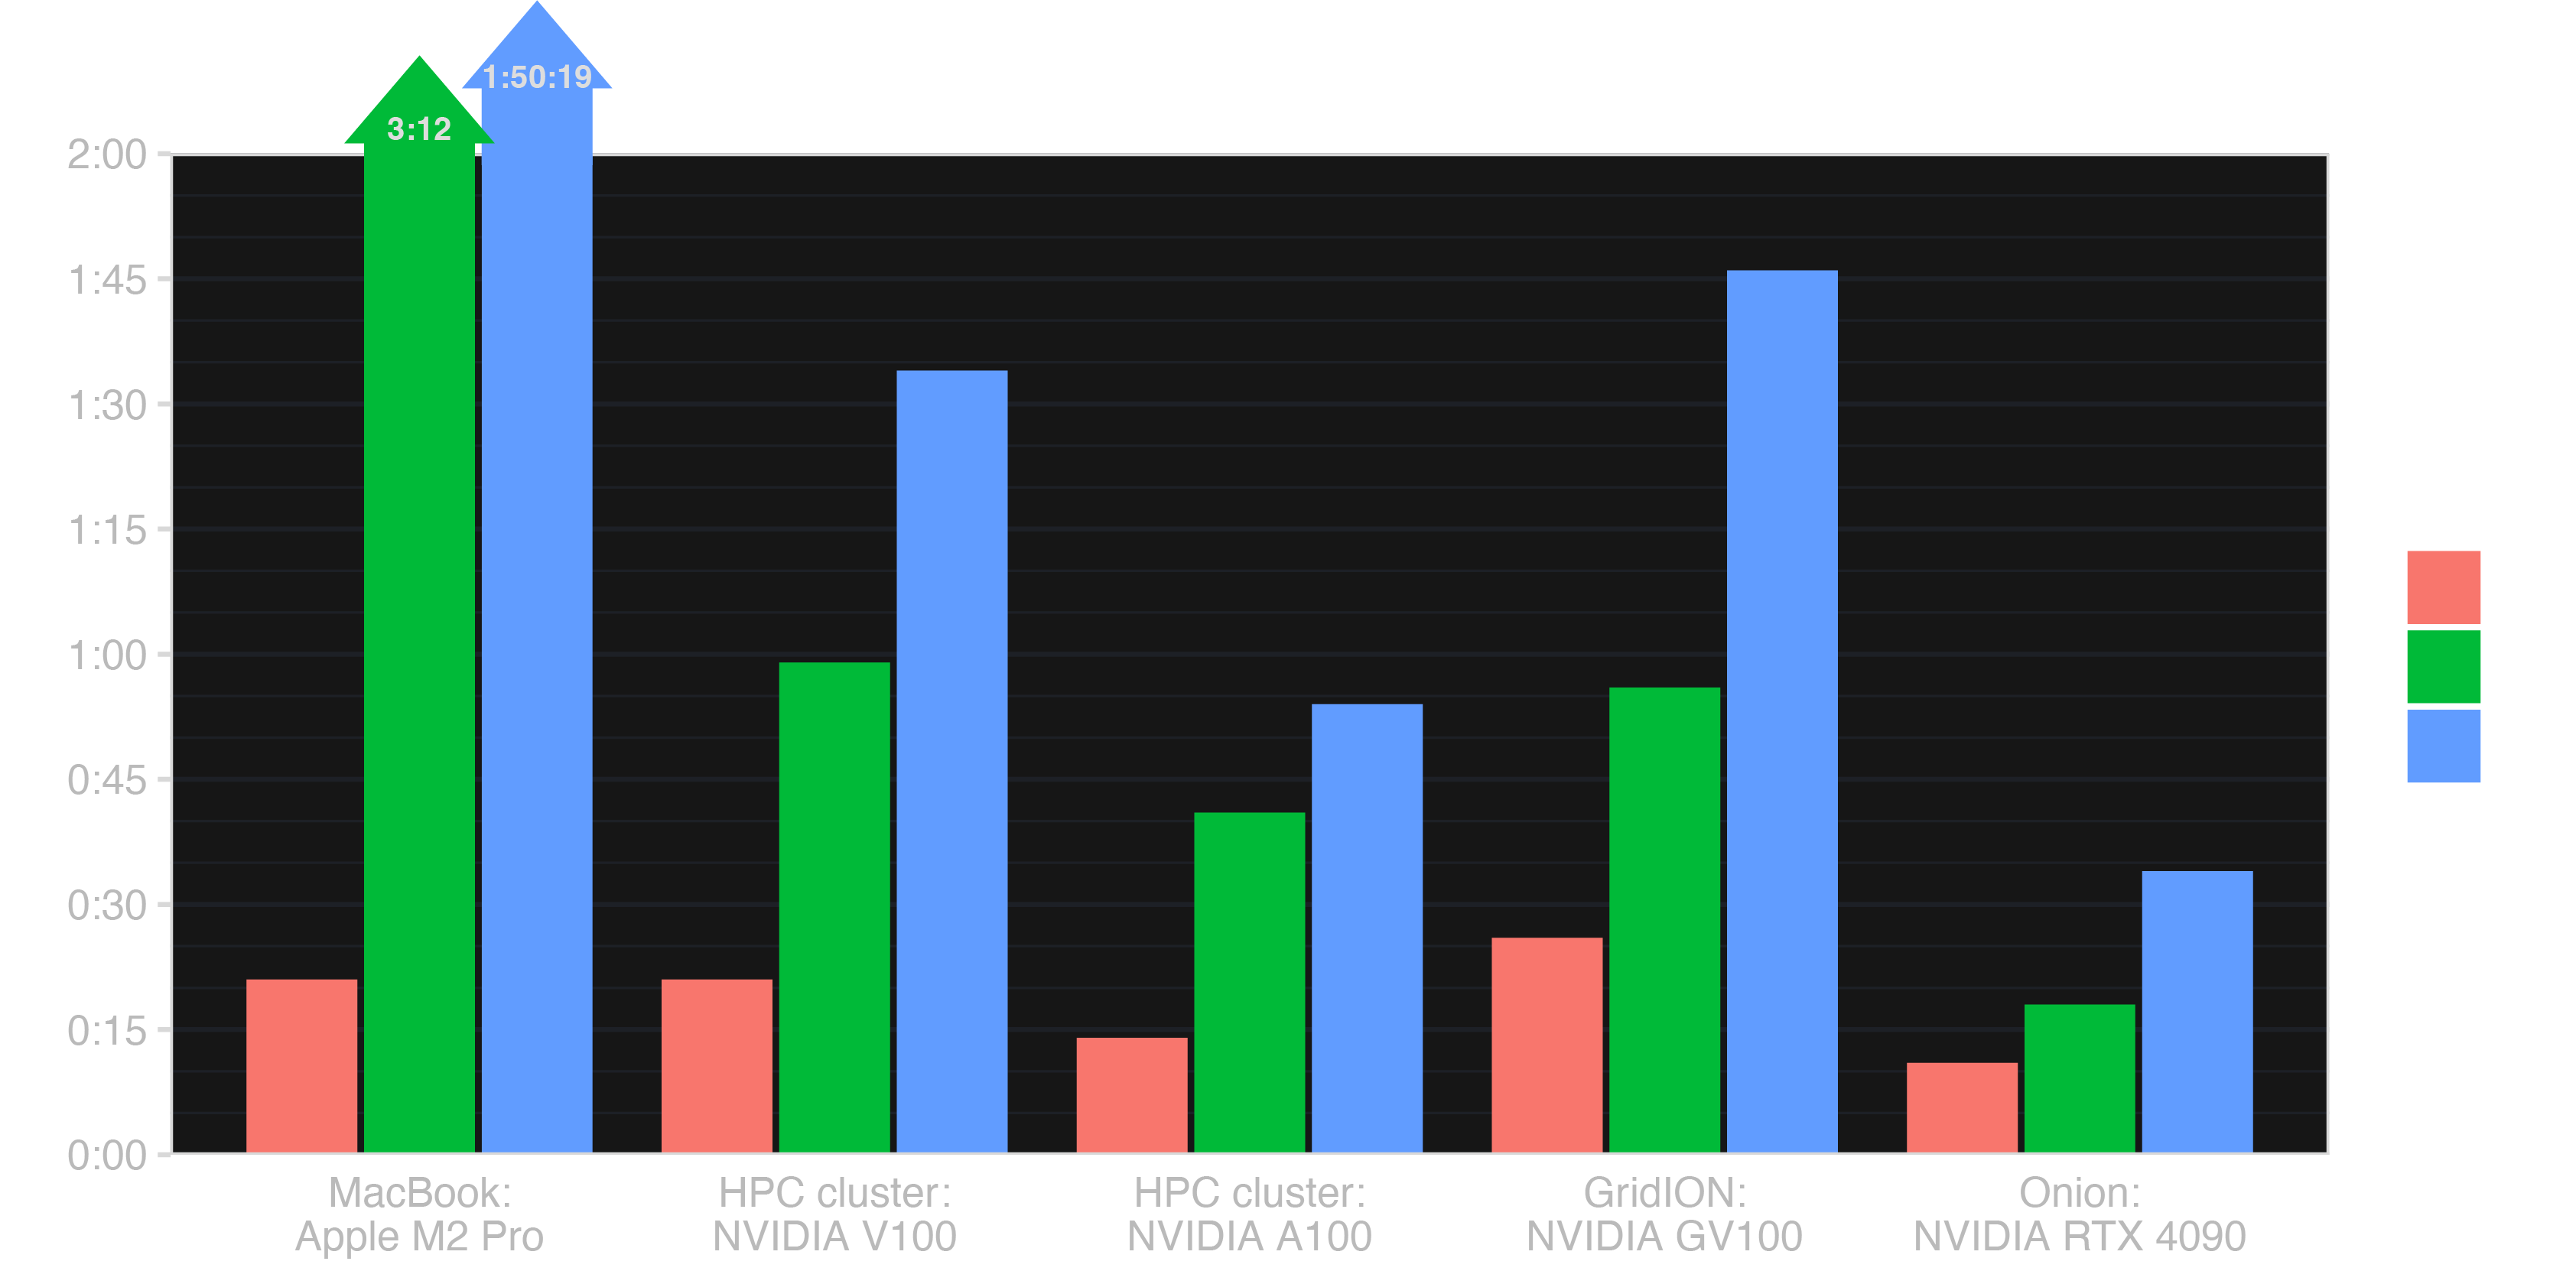 1:50:19
3:12
2:00
1:45
1:30
1:15
1:00
0:45
0:30
0:15
0:00
MacBook:
Apple M2 Pro
HPC cluster:
NVIDIA V100
HPC cluster:
NVIDIA A100
GridION:
NVIDIA GV100
Onion:
NVIDIA RTX 4090